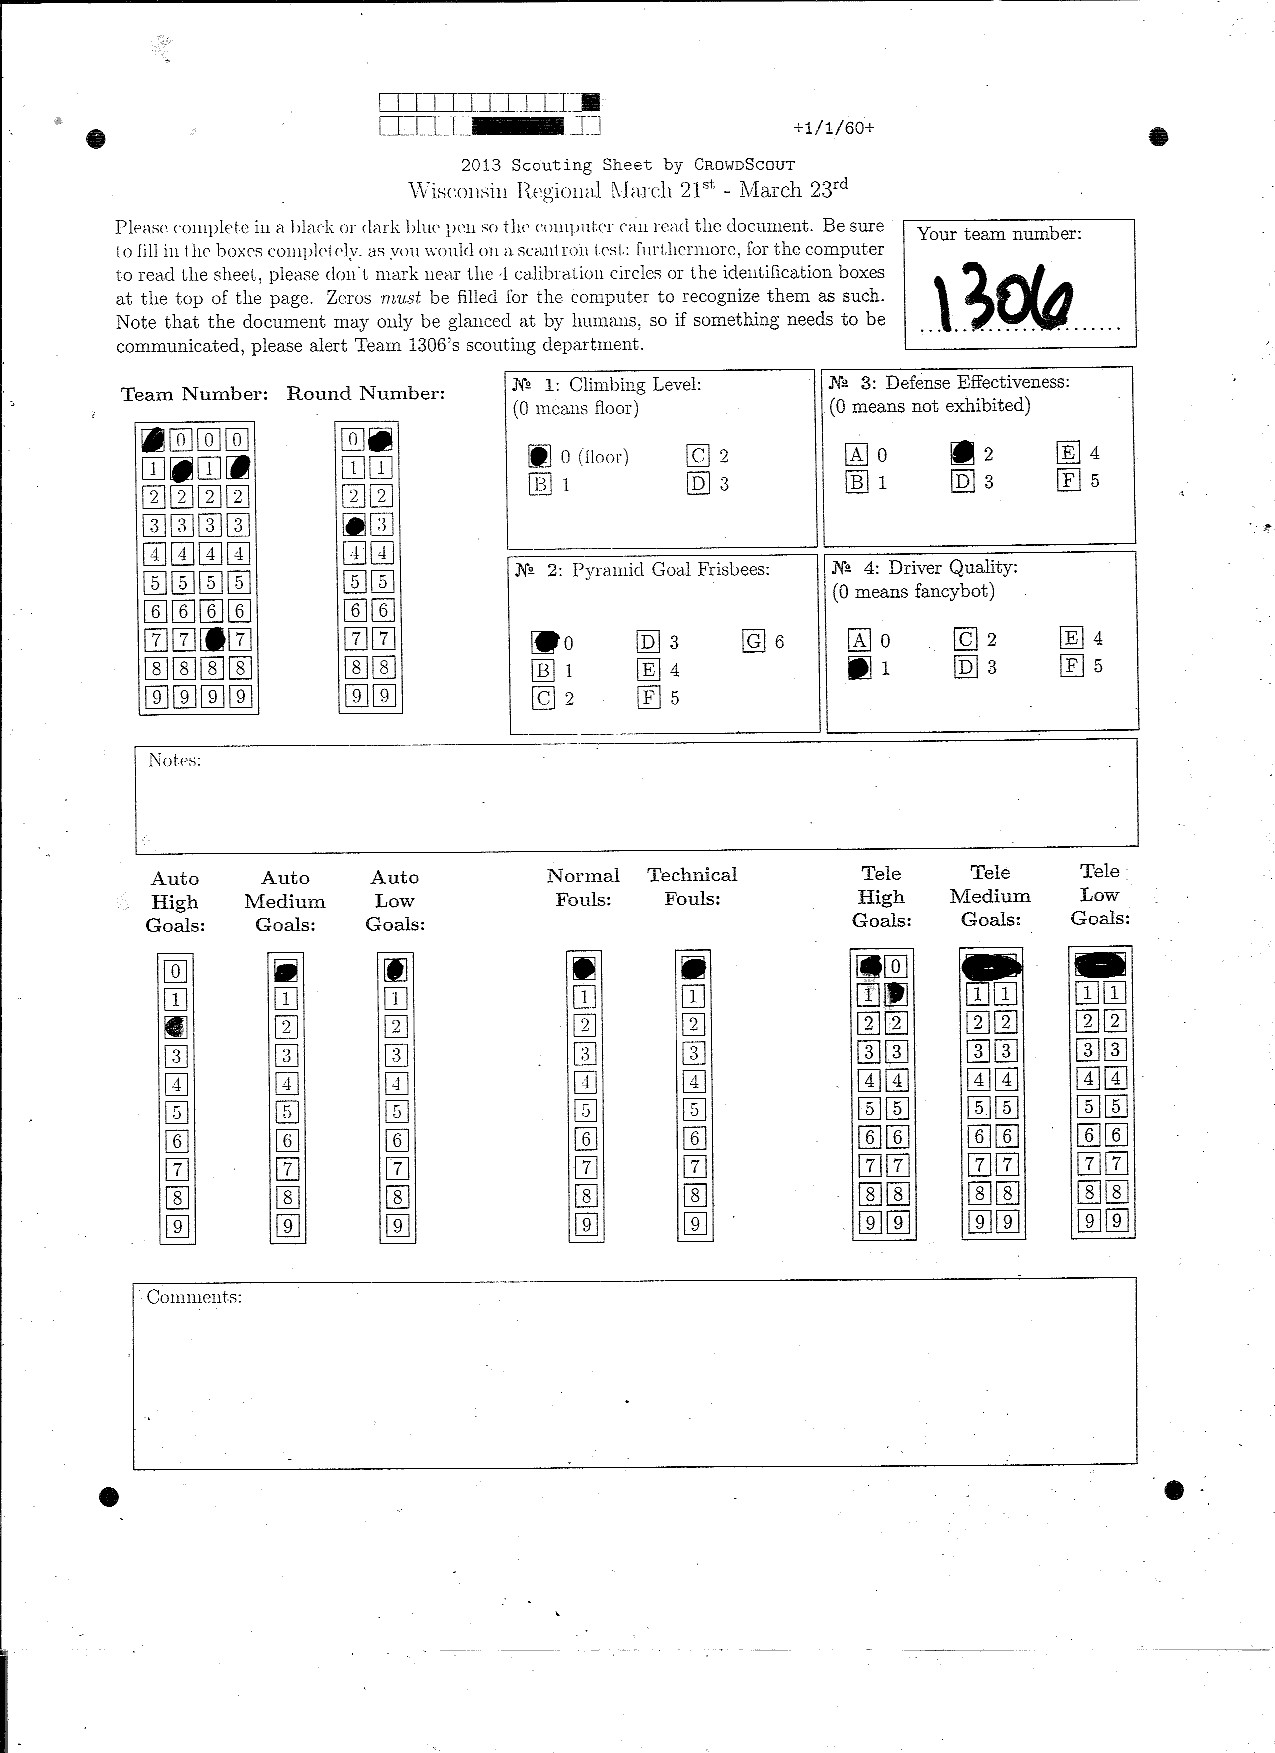 +1/1/60+
2013 Scouting Sheet by CROWDSCOUT
Wisconsin Regional March 21st - March 23rd
Please complete in a black or dark blue pen so the computer can read the document. Be sure
to fill in the boxes completely, as you would on a scantron test; furthermore, for the computer
to read the sheet, please don't mark near the 4 calibration circles or the identification boxes
at the top of the page. Zeros must be filled for the computer to recognize them as such.
Note that the document may only be glanced at by humans, so if something needs to be
communicated, please alert Team 1306's scouting department.
Your team number:
1306
Team Number: Round Number:
0 0 0 0
1 1 1 1
2 2 2 2 2 2
3 3 3 3 3
4 4 4 4 4 4
5 5 5 5 5 5
6 6 6 6 6 6
7 7 7 7 7
8 8 8 8 8 8
9 9 9 9 9 9
№ 1: Climbing Level:
(0 means floor)
0 (floor) C 2
B 1 D 3
№ 3: Defense Effectiveness:
(0 means not exhibited)
A 0 2 E 4
B 1 D 3 F 5
№ 2: Pyramid Goal Frisbees:
0 D 3 G 6
B 1 E 4
C 2 F 5
№ 4: Driver Quality:
(0 means fancybot)
A 0 C 2 E 4
1 D 3 F 5
Notes:
Auto High Goals:
Auto Medium Goals:
Auto Low Goals:
Normal Fouls:
Technical Fouls:
Tele High Goals:
Tele Medium Goals:
Tele Low Goals:
0 0
1 1 1 1 1 1 1 1 1 1
2 2 2 2 2 2 2 2 2 2
3 3 3 3 3 3 3 3 3 3 3
4 4 4 4 4 4 4 4 4 4 4
5 5 5 5 5 5 5 5 5 5 5
6 6 6 6 6 6 6 6 6 6 6
7 7 7 7 7 7 7 7 7 7 7
8 8 8 8 8 8 8 8 8 8 8
9 9 9 9 9 9 9 9 9 9 9
Comments: